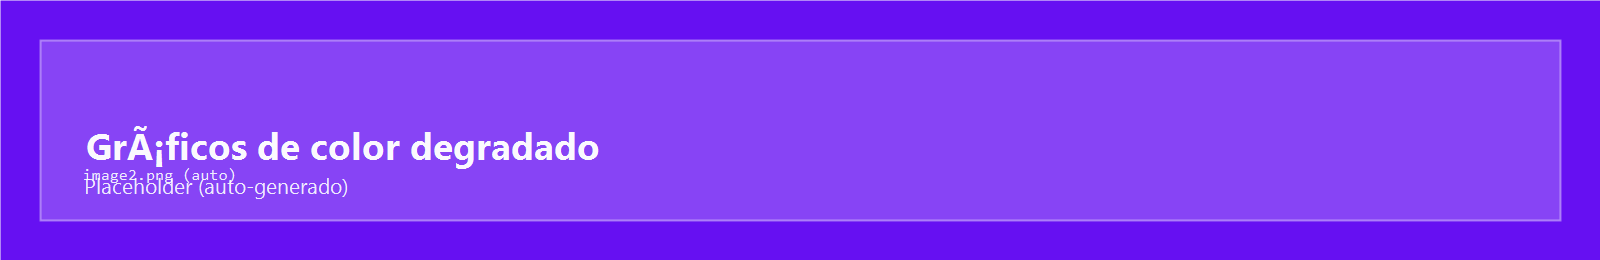 GrÃ¡ficos de color degradado
image2.png (auto)
Placeholder (auto-generado)